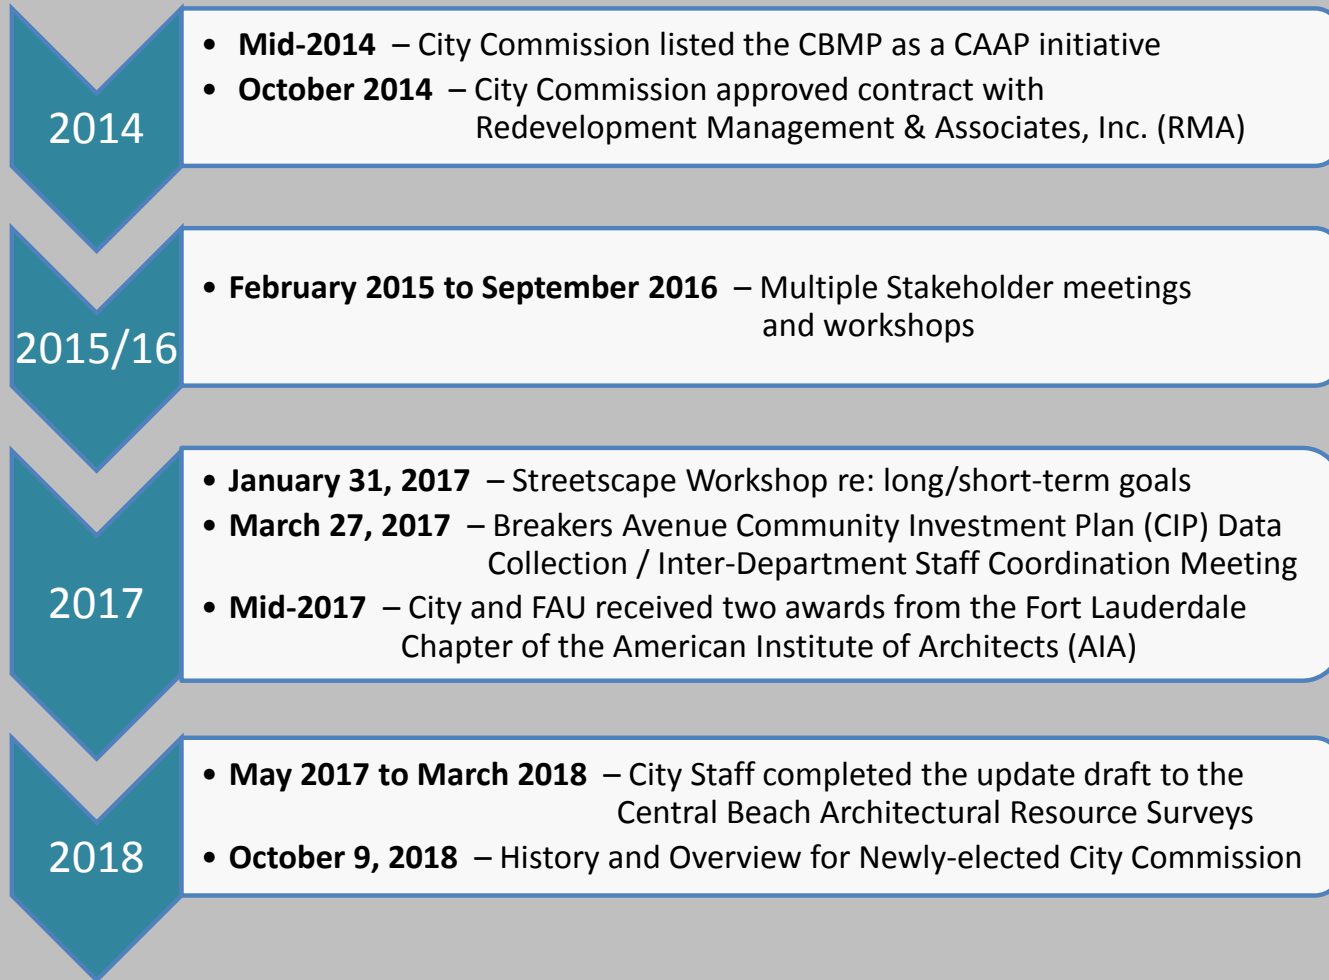 2014
• Mid-2014 – City Commission listed the CBMP as a CAAP initiative
• October 2014 – City Commission approved contract with
Redevelopment Management & Associates, Inc. (RMA)
2015/16
• February 2015 to September 2016 – Multiple Stakeholder meetings
and workshops
2017
• January 31, 2017 – Streetscape Workshop re: long/short-term goals
• March 27, 2017 – Breakers Avenue Community Investment Plan (CIP) Data
Collection / Inter-Department Staff Coordination Meeting
• Mid-2017 – City and FAU received two awards from the Fort Lauderdale
Chapter of the American Institute of Architects (AIA)
2018
• May 2017 to March 2018 – City Staff completed the update draft to the
Central Beach Architectural Resource Surveys
• October 9, 2018 – History and Overview for Newly-elected City Commission